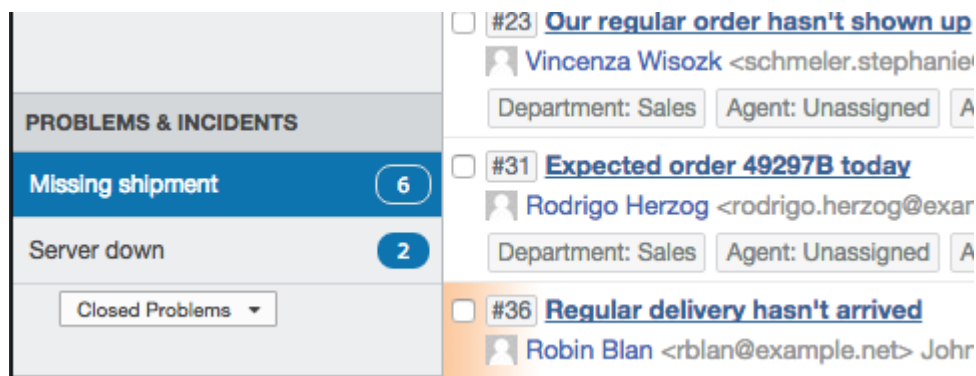 PROBLEMS & INCIDENTS
Missing shipment 6
Server down 2
Closed Problems
#23 Our regular order hasn't shown up
Vincenza Wisozk <schmeler.stephanie
Department: Sales Agent: Unassigned A
#31 Expected order 49297B today
Rodrigo Herzog <rodrigo.herzog@exam
Department: Sales Agent: Unassigned A
#36 Regular delivery hasn't arrived
Robin Blan <rblan@example.net> John